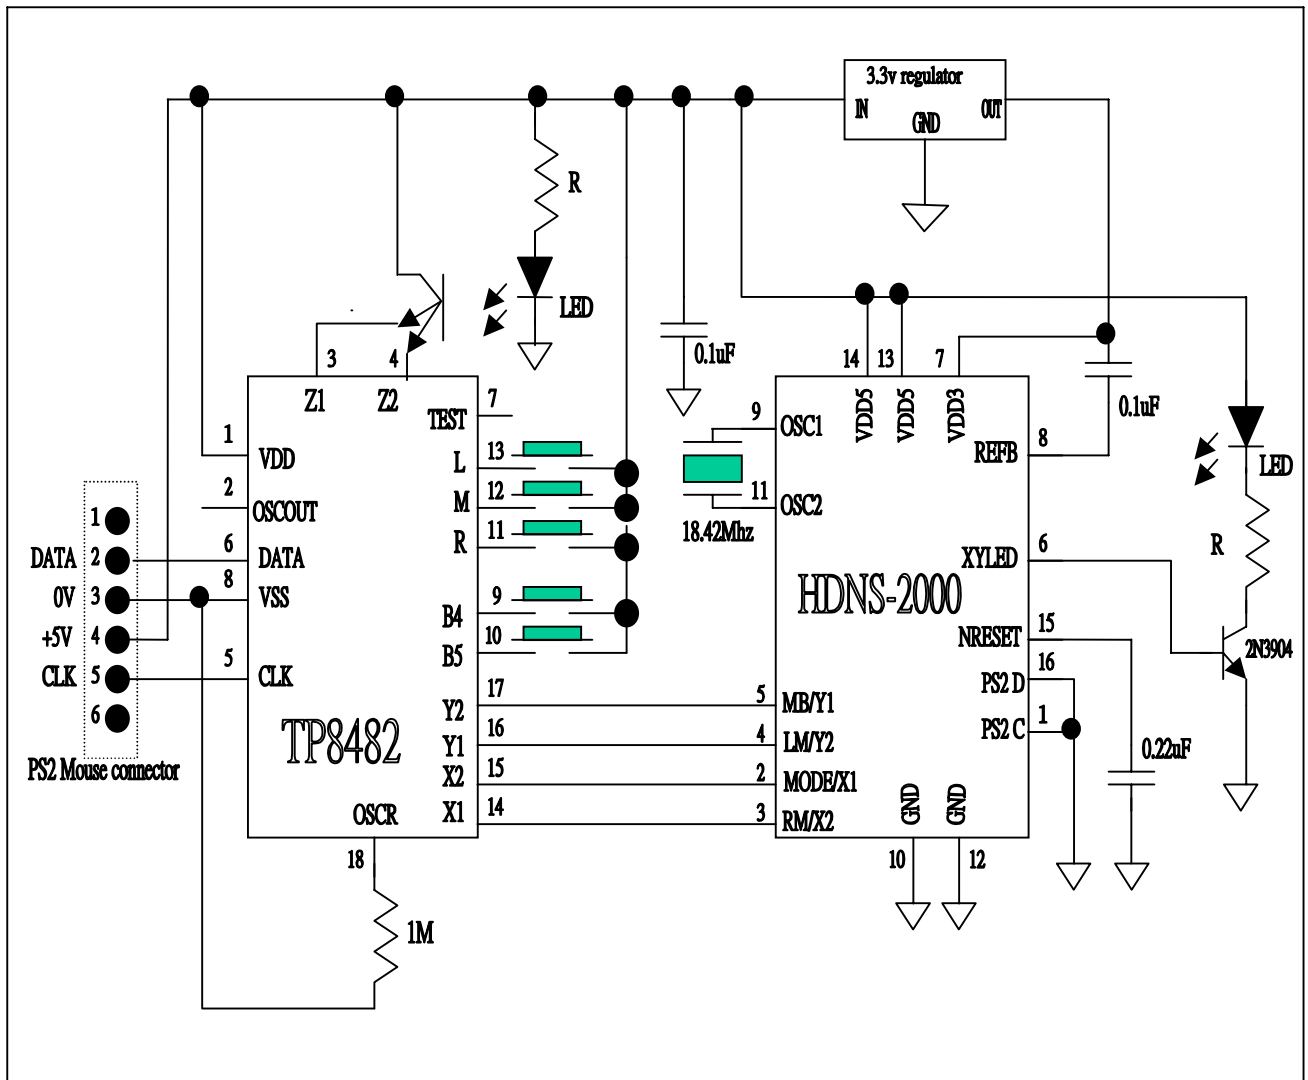 3.3v regulator
IN
OUT
GND
R
LED
0.1uF
3
4
Z1
Z2
7
TEST
1
VDD
13
L
2
OSCOUT
12
M
11
R
6
DATA
8
VSS
9
B4
10
B5
5
CLK
17
Y2
16
Y1
15
X2
14
X1
TP8482
OSCR
18
1M
1
DATA
2
0V
3
+5V
4
CLK
5
6
PS2 Mouse connector
14
13
7
VDD5
VDD5
VDD3
9
OSC1
11
OSC2
18.42Mhz
HDNS-2000
0.1uF
8
REFB
LED
R
6
XYLED
15
NRESET
2N3904
16
PS2 D
1
PS2 C
0.22uF
5
MB/Y1
4
LM/Y2
2
MODE/X1
3
RM/X2
GND
GND
10
12